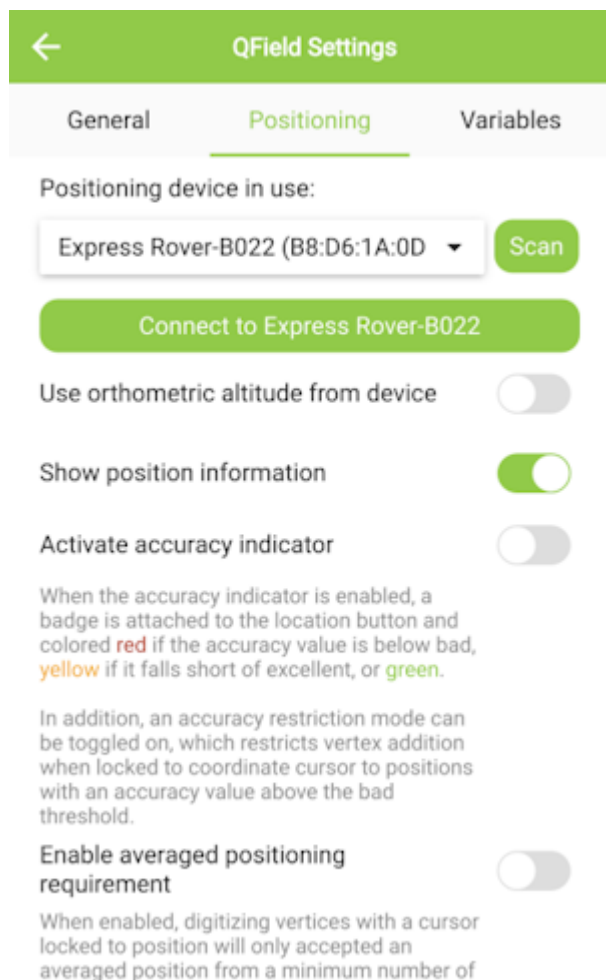 QField Settings
General Positioning Variables
Positioning device in use:
Express Rover-B022 (B8:D6:1A:0D Scan
Connect to Express Rover-B022
Use orthometric altitude from device
Show position information
Activate accuracy indicator
When the accuracy indicator is enabled, a
badge is attached to the location button and
colored red if the accuracy value is below bad,
yellow if it falls short of excellent, or green.
In addition, an accuracy restriction mode can
be toggled on, which restricts vertex addition
when locked to coordinate cursor to positions
with an accuracy value above the bad
threshold.
Enable averaged positioning
requirement
When enabled, digitizing vertices with a cursor
locked to position will only accepted an
averaged position from a minimum number of